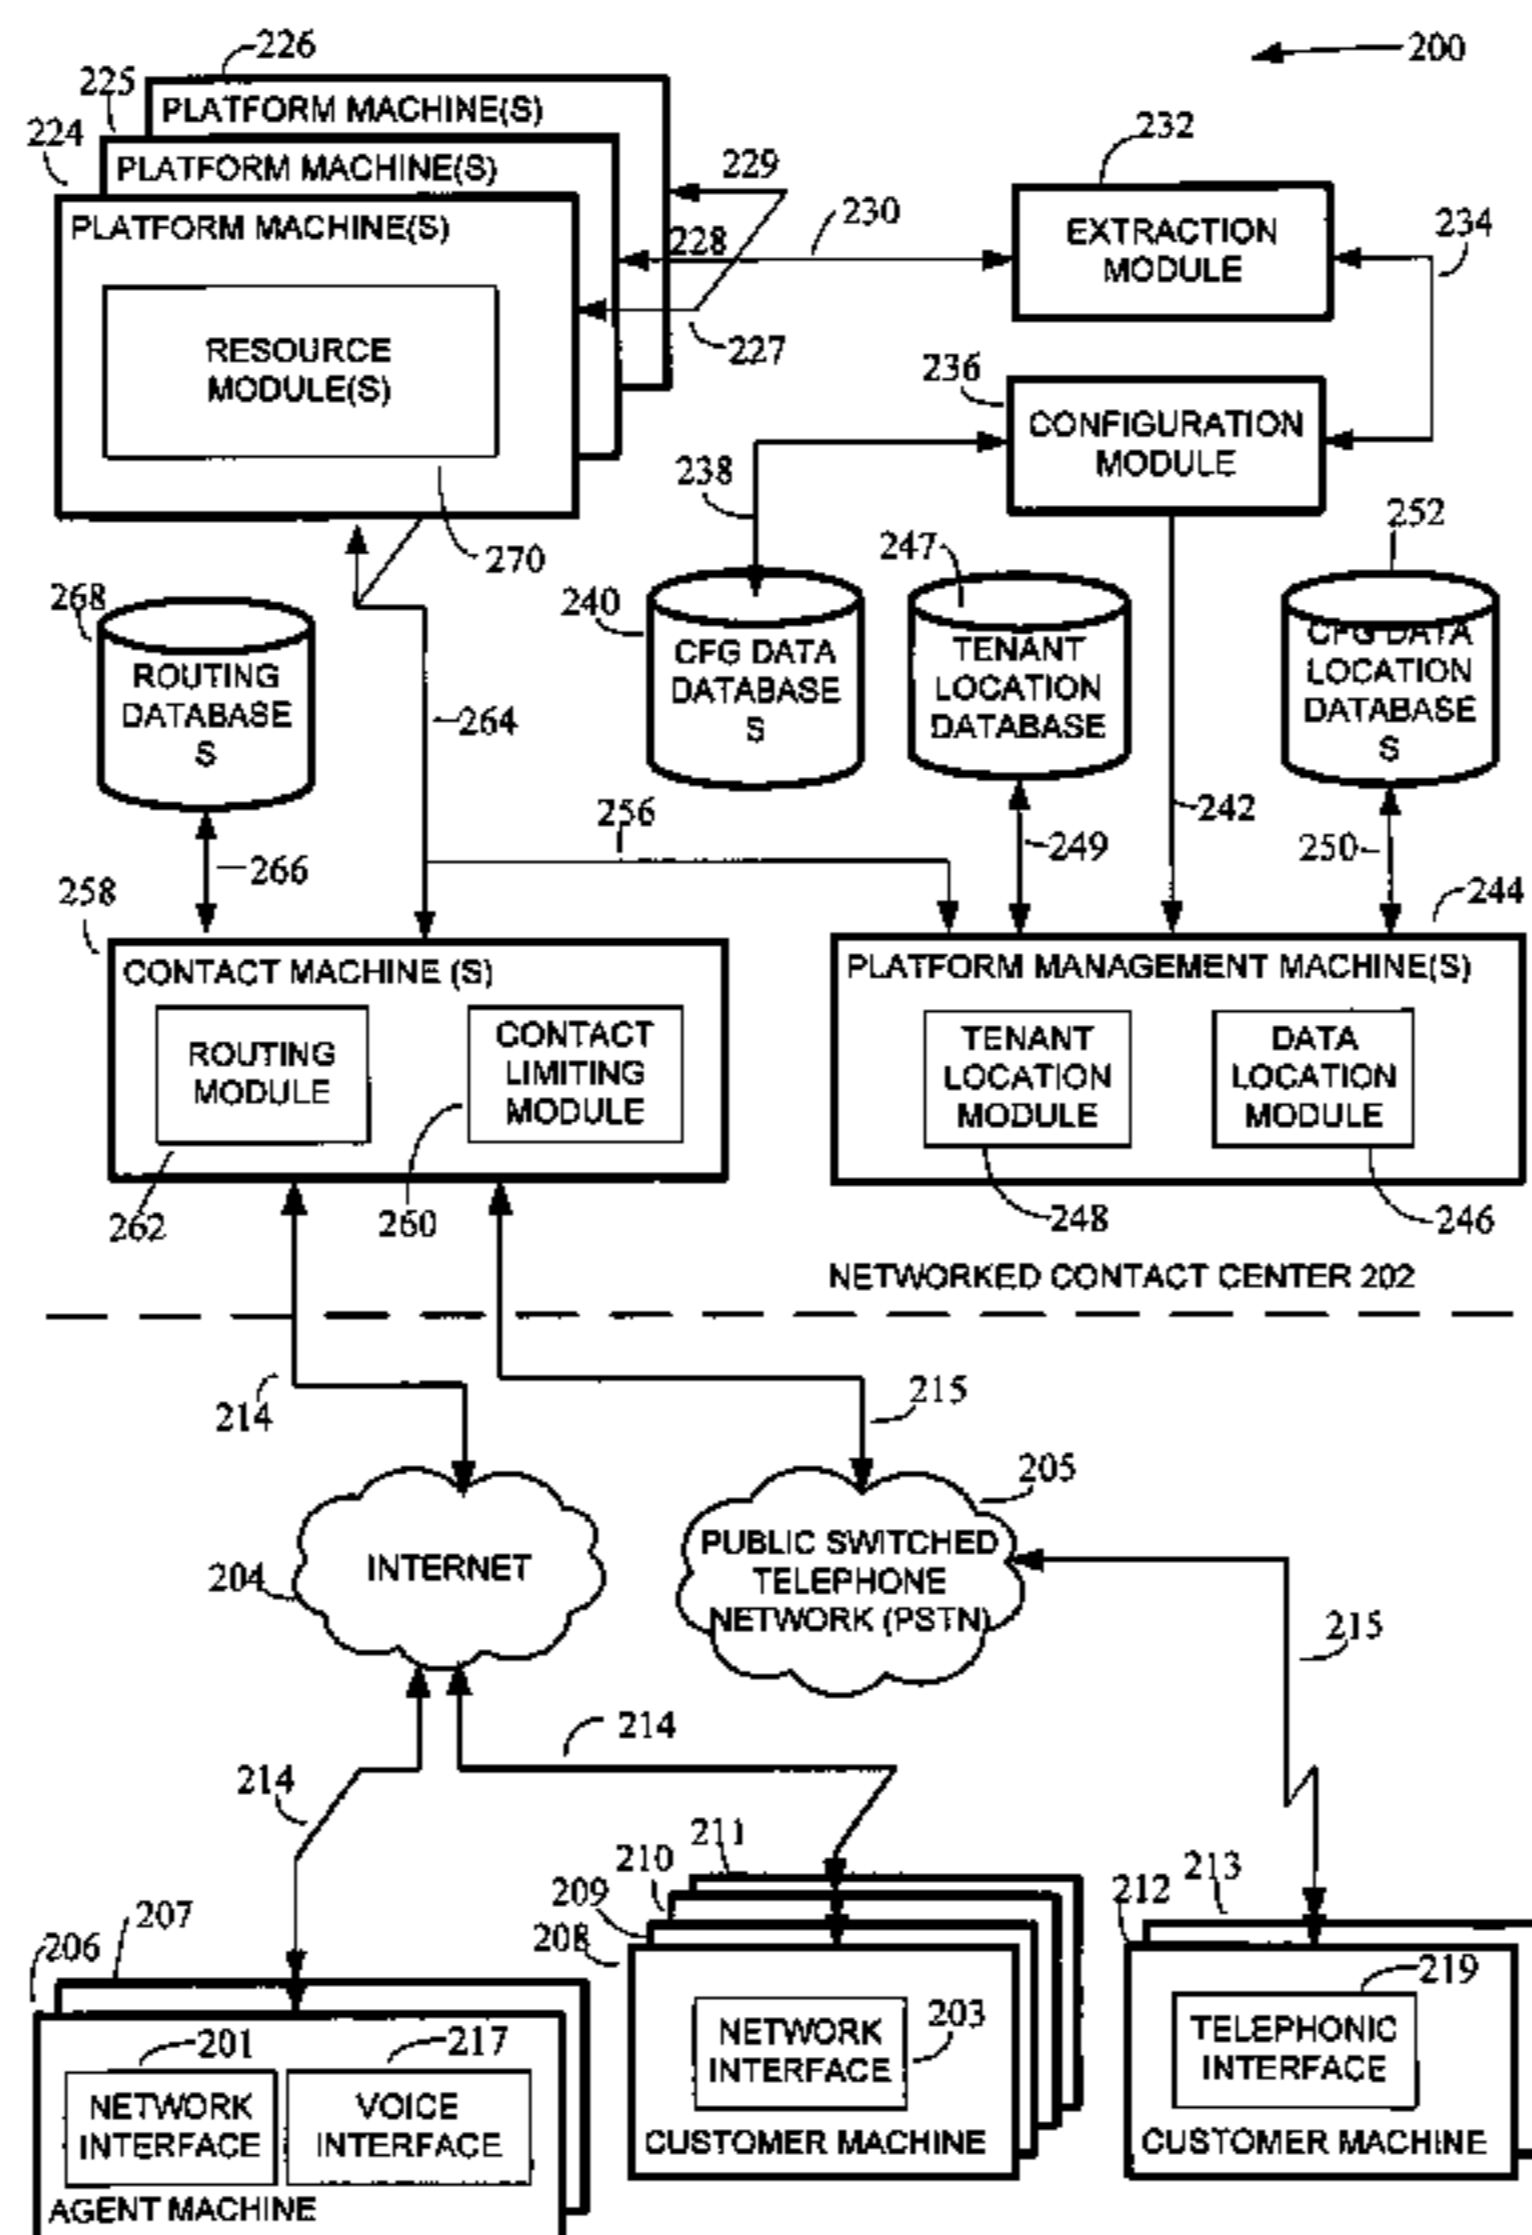 226
200
225
PLATFORM MACHINE(S)
224
PLATFORM MACHINE(S)
232
229
PLATFORM MACHINE(S)
230
228
EXTRACTION
MODULE
234
RESOURCE
MODULE(S)
227
236
CONFIGURATION
MODULE
238
252
247
270
268
240
ROUTING
DATABASE
S
CFG DATA
DATABASE
S
TENANT
LOCATION
DATABASE
CFG DATA
LOCATION
DATABASE
S
264
256
242
249
250
266
258
244
CONTACT MACHINE (S)
PLATFORM MANAGEMENT MACHINE(S)
ROUTING
MODULE
CONTACT
LIMITING
MODULE
TENANT
LOCATION
MODULE
DATA
LOCATION
MODULE
262
260
248
246
NETWORKED CONTACT CENTER 202
214
215
205
INTERNET
204
PUBLIC SWITCHED
TELEPHONE
NETWORK (PSTN)
215
214
214
211
210
209
208
213
212
207
206
219
201
217
203
NETWORK
INTERFACE
VOICE
INTERFACE
AGENT MACHINE
NETWORK
INTERFACE
CUSTOMER MACHINE
TELEPHONIC
INTERFACE
CUSTOMER MACHINE